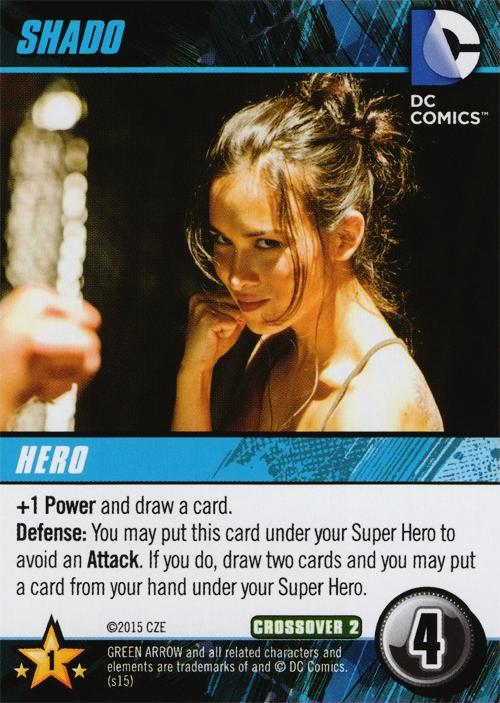 SHADO
DC
COMICS™
HERO
+1 Power and draw a card.
Defense: You may put this card under your Super Hero to
avoid an Attack. If you do, draw two cards and you may put
a card from your hand under your Super Hero.
©2015 CZE
CROSSOVER 2
4
1
GREEN ARROW and all related characters and
elements are trademarks of and © DC Comics.
(s15)